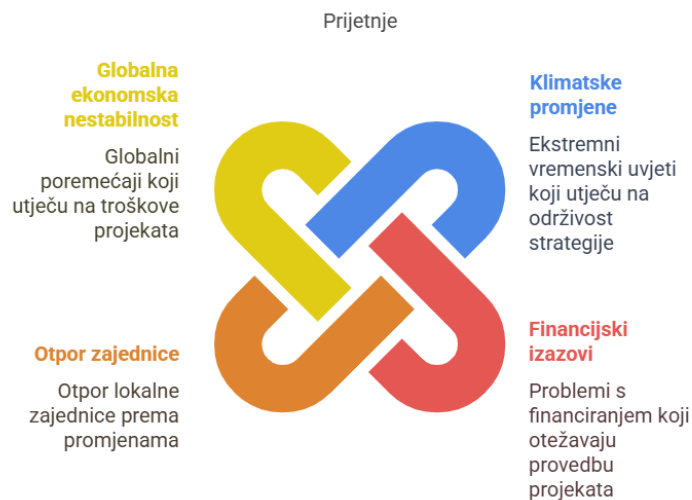 Prijetnje
Globalna
ekonomska
nestabilnost
Globalni
poremećaji koji
utječu na troškove
projekata
Klimatske
promjene
Ekstremni
vremenski uvjeti
koji utječu na
održivost
strategije
Otpor zajednice
Otpor lokalne
zajednice prema
promjenama
Financijski
izazovi
Problemi s
financiranjem koji
otežavaju
provedbu
projekata